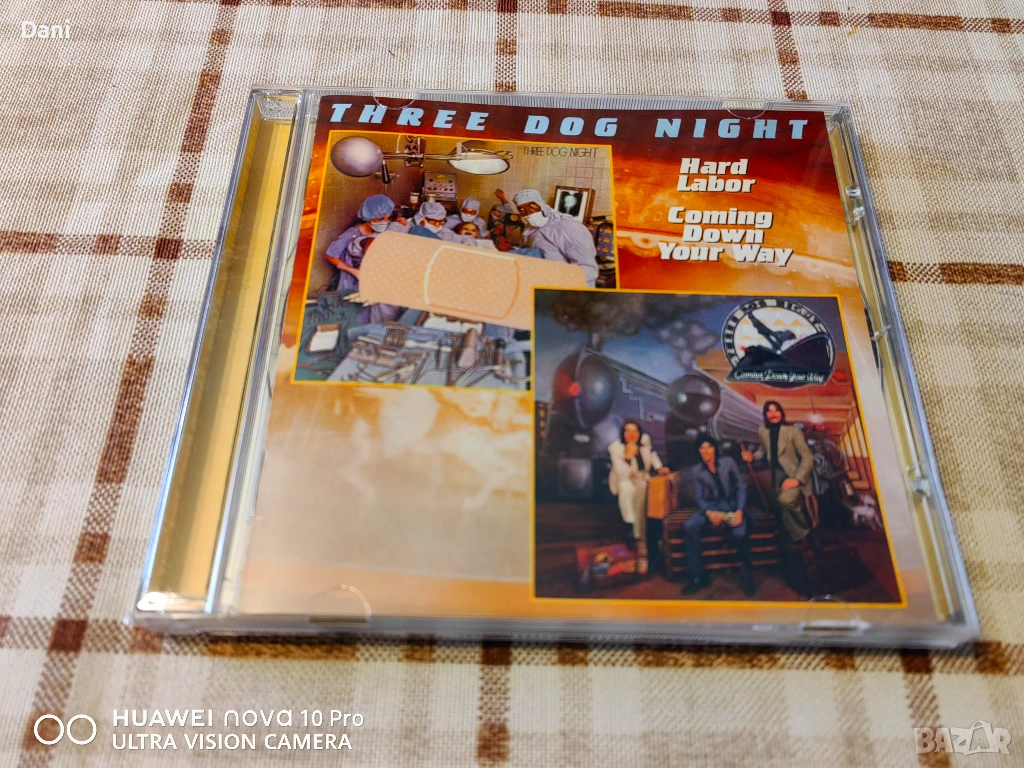 Dani
THREE DOG NIGHT
THREE DOG NIGHT
Hard
Labor
Coming
Down
Your Way
Coming Down Your Way
HUAWEI nova 10 Pro
ULTRA VISION CAMERA
BAZAR